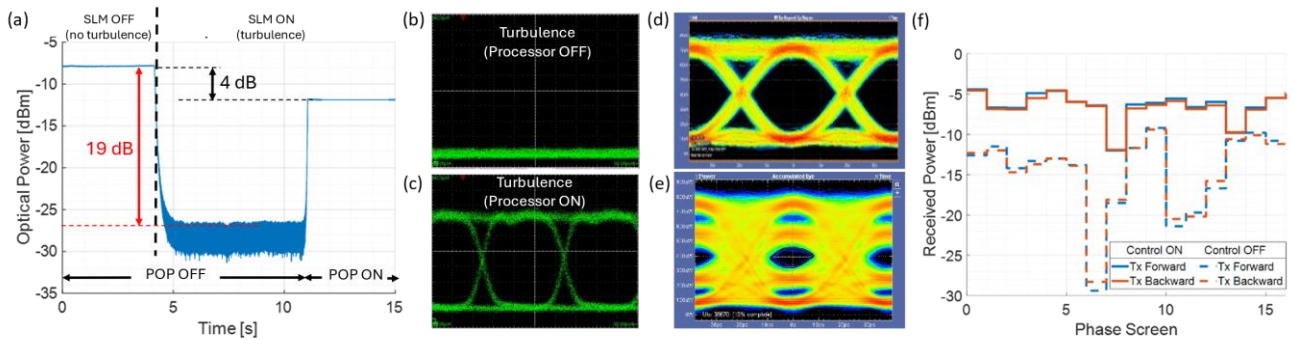 (a)
SLM OFF
(no turbulence)
SLM ON
(turbulence)
-5
-10
-15
-20
-25
-30
-35
Optical Power [dBm]
4 dB
19 dB
POP OFF
POP ON
0
5
10
15
Time [s]
(b)
Turbulence
(Processor OFF)
(c)
Turbulence
(Processor ON)
(d)
(e)
Accumulated Eye
(f)
0
-5
-10
-15
-20
-25
-30
Received Power [dBm]
Control ON Control OFF
Tx Forward Tx Forward
Tx Backward Tx Backward
0
5
10
15
Phase Screen